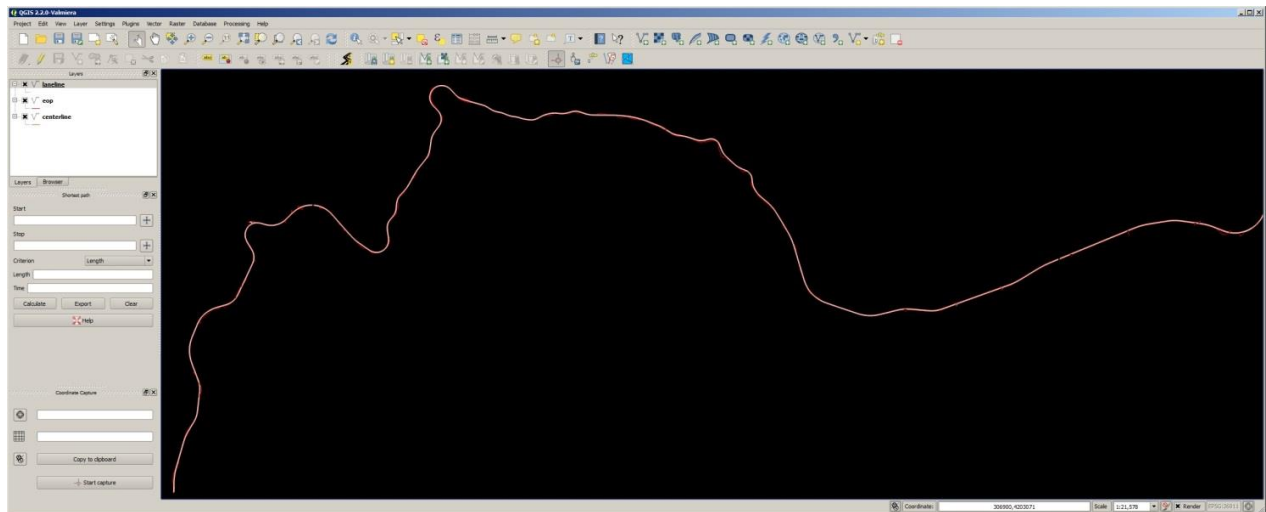 QGIS 2.2.0-Valmiera
Project Edit View Layer Settings Plugins Vector Raster Database Processing Help
Layers
laneline
eop
centerline
Layers Browser
Shortest path
Start
Stop
Criterion Length
Length
Time
Calculate Export Clear
Help
Coordinate Capture
Copy to clipboard
Start capture
Coordinate: 306900,4203071 Scale 1:21,578 Render